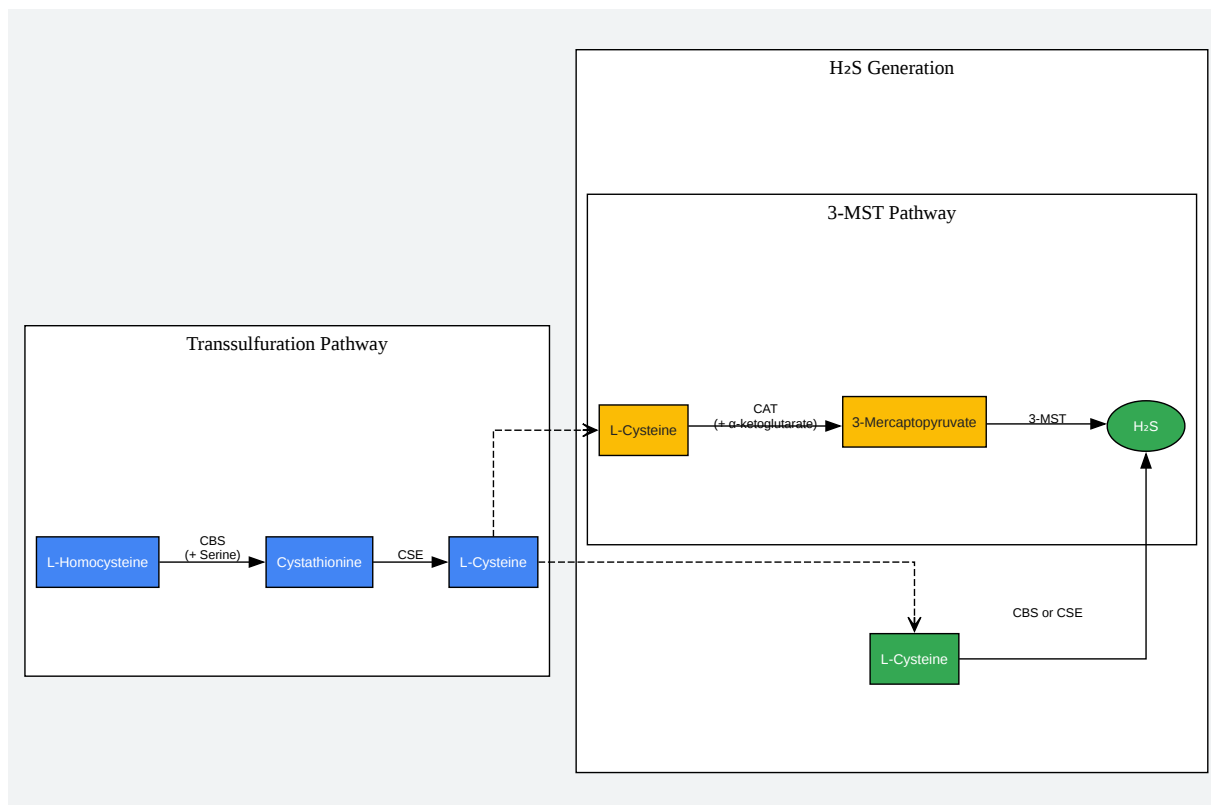 H₂S Generation
3-MST Pathway
Transsulfuration Pathway
L-Homocysteine
CBS
(+ Serine)
Cystathionine
CSE
L-Cysteine
L-Cysteine
CAT
(+ α-ketoglutarate)
3-Mercaptopyruvate
3-MST
H₂S
L-Cysteine
CBS or CSE